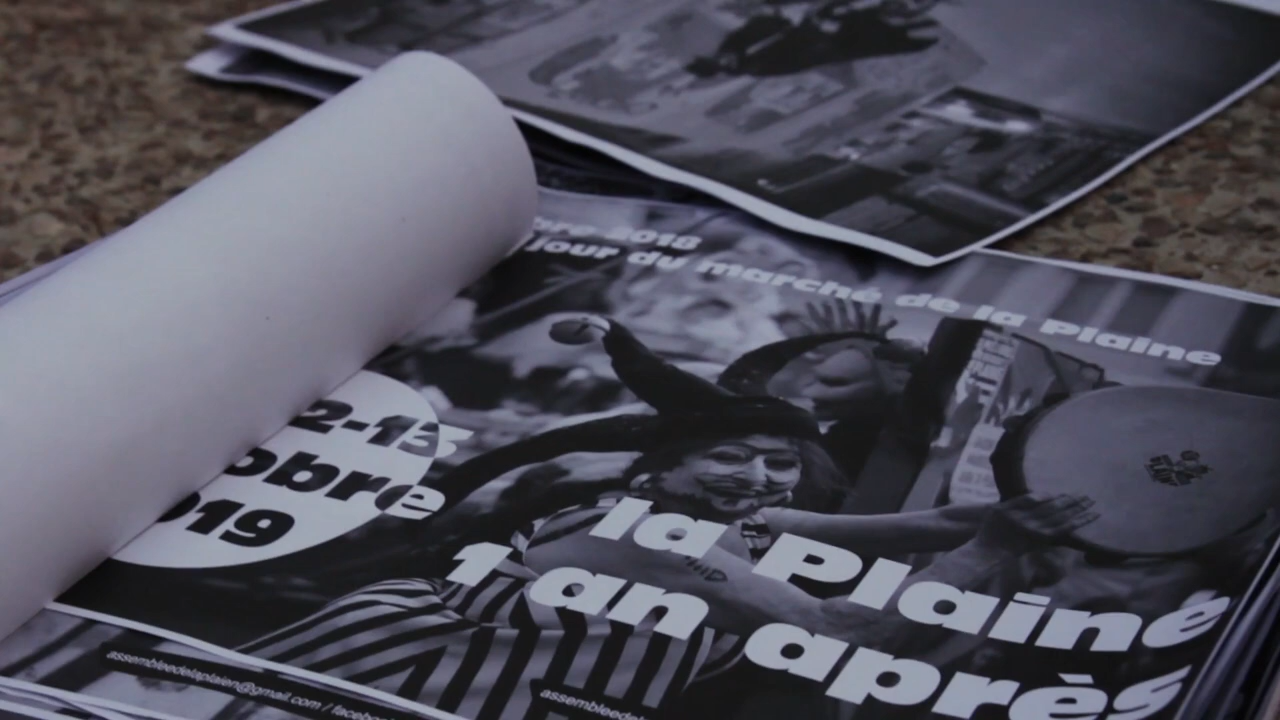 bre 2018
jour du marché de la Plaine
2-13
obre
019
la Plaine
1 an après
assembleedelaplaien@gmail.com / facebo
assembleedel